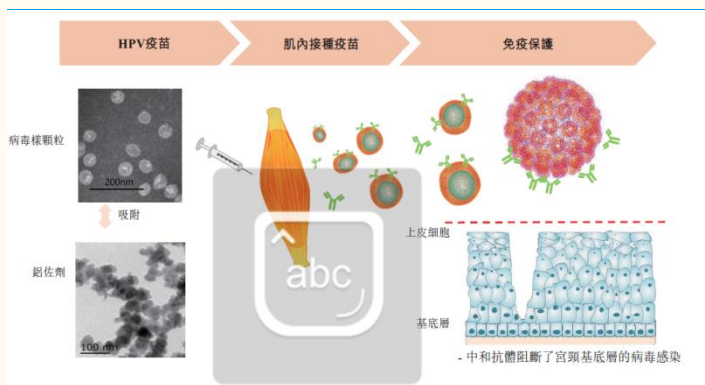 HPV疫苗
肌內接種疫苗
免疫保護
病毒樣顆粒
200nm
吸附
鋁佐劑
100 nm
abc
上皮細胞
基底層
- 中和抗體阻斷了宮頸基底層的病毒感染